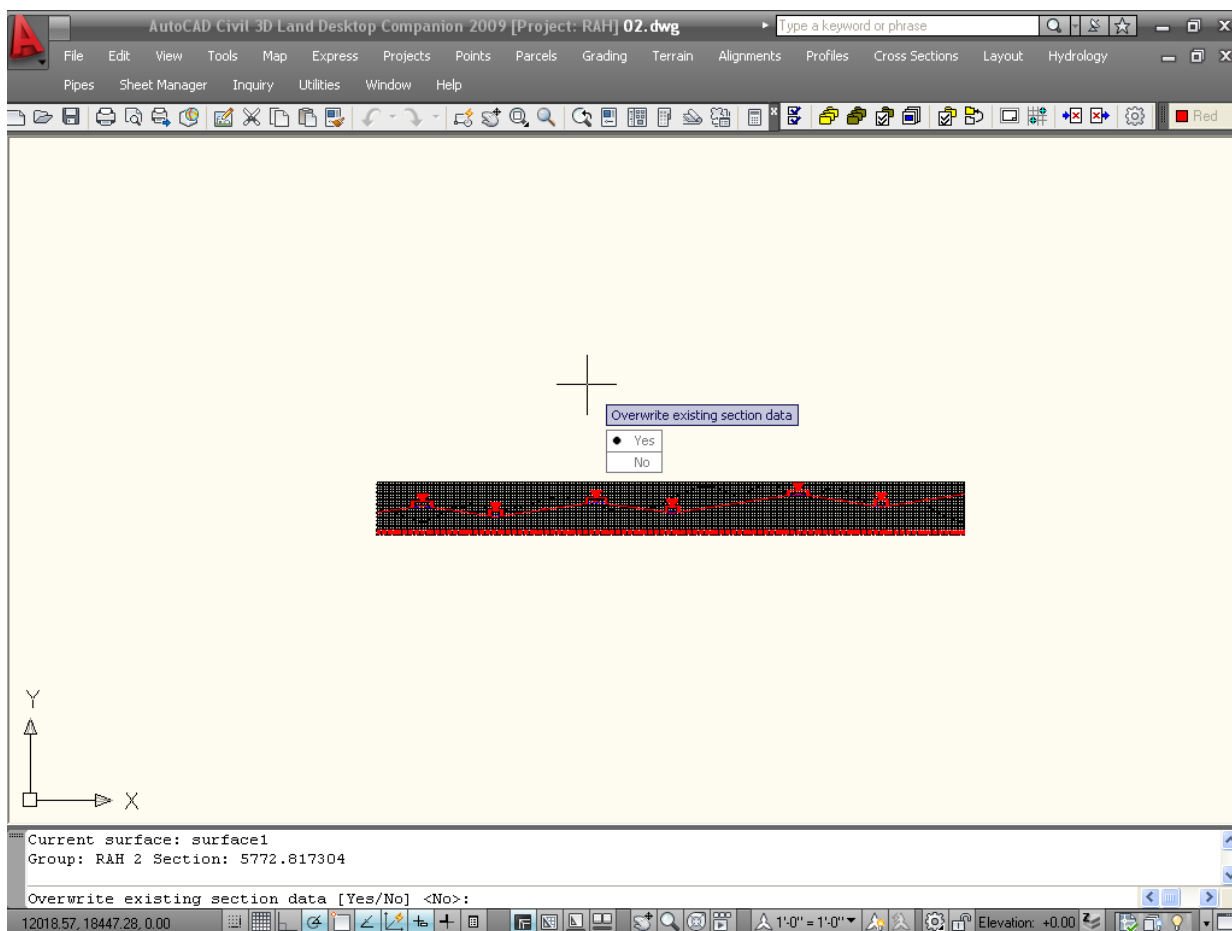 AutoCAD Civil 3D Land Desktop Companion 2009 [Project: RAH] 02.dwg
Type a keyword or phrase
File Edit View Tools Map Express Projects Points Parcels Grading Terrain Alignments Profiles Cross Sections Layout Hydrology
Pipes Sheet Manager Inquiry Utilities Window Help
Red
Overwrite existing section data
Yes
No
Y
X
Current surface: surface1
Group: RAH 2 Section: 5772.817304
Overwrite existing section data [Yes/No] <No>:
12018.57, 18447.28, 0.00 1'-0" = 1'-0" Elevation: +0.00